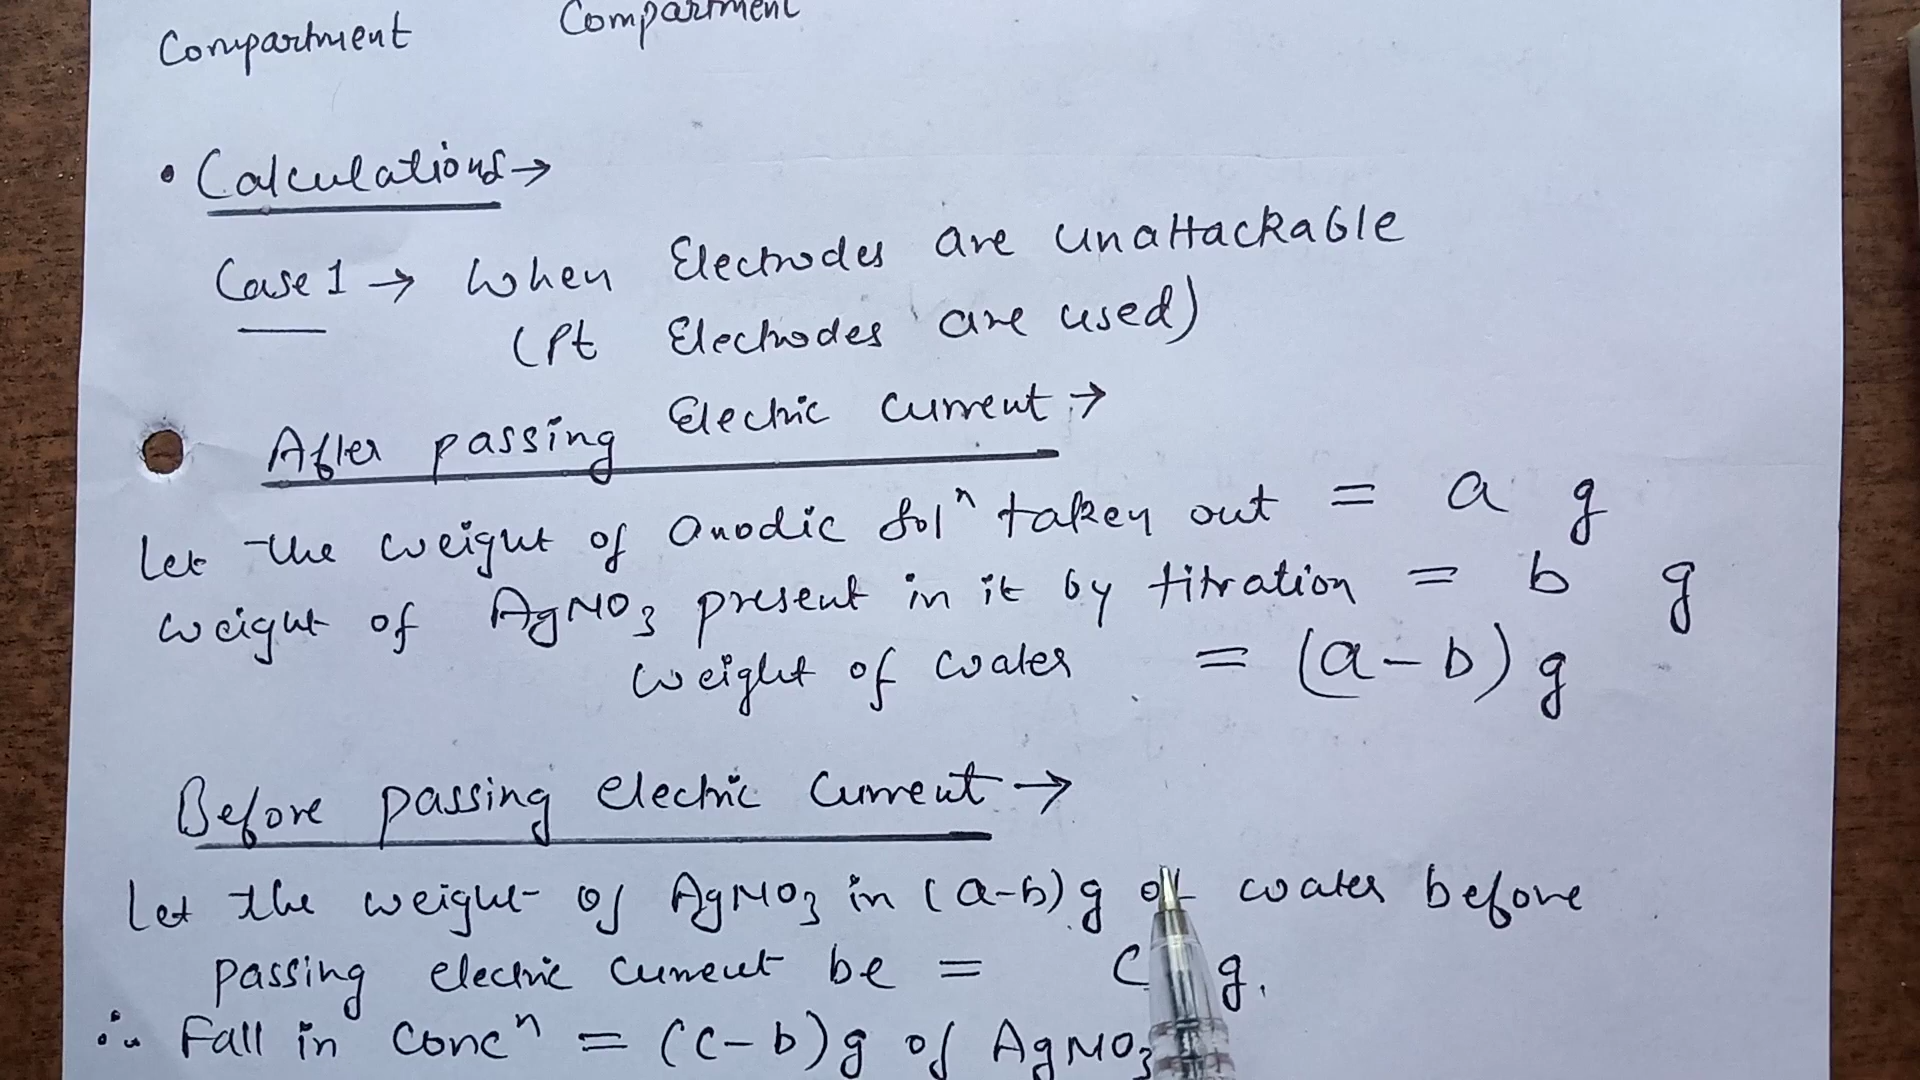 Compartment Compartment
• Calculations →
Case 1 → When Electrodes are unattackable
(Pt Electrodes are used)
After passing Electric current →
Let the weight of anodic solⁿ taken out = a g
weight of AgNO₃ present in it by titration = b g
weight of water = (a-b) g
Before passing electric current →
Let the weight of AgNO₃ in (a-b) g of water before
passing electric current be = c g.
∴ Fall in concⁿ = (c-b) g of AgNO₃